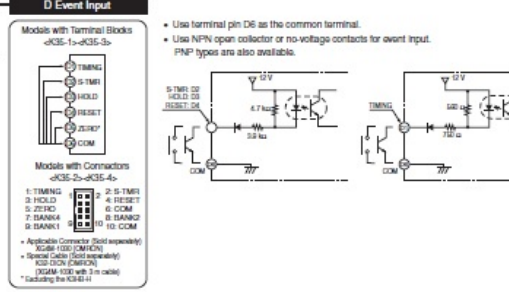 D Event Input
Models with Terminal Blocks
<K35-1><K35-3>
TIMING
S-TMR
HOLD
RESET
ZERO*
COM
Models with Connectors
<K35-2><K35-4>
1: TIMING 2: S-TMR
3: HOLD 4: RESET
5: ZERO 6: COM
7: BANK4 8: BANK2
9: BANK1 10: COM
1 2
9 10
• Applicable Connector (Sold separately)
XG4M-1030 (OMRON)
• Special Cable (Sold separately)
K32-DICN (OMRON)
(XG4M-1030 with 3 m cable)
* Excluding the K3HB-H
• Use terminal pin D6 as the common terminal.
• Use NPN open collector or no-voltage contacts for event input.
PNP types are also available.
12 V
S-TMR: D2
HOLD: D3
RESET: D4
4.7 kΩ
3.9 kΩ
COM
12 V
TIMING
560 Ω
750 Ω
COM